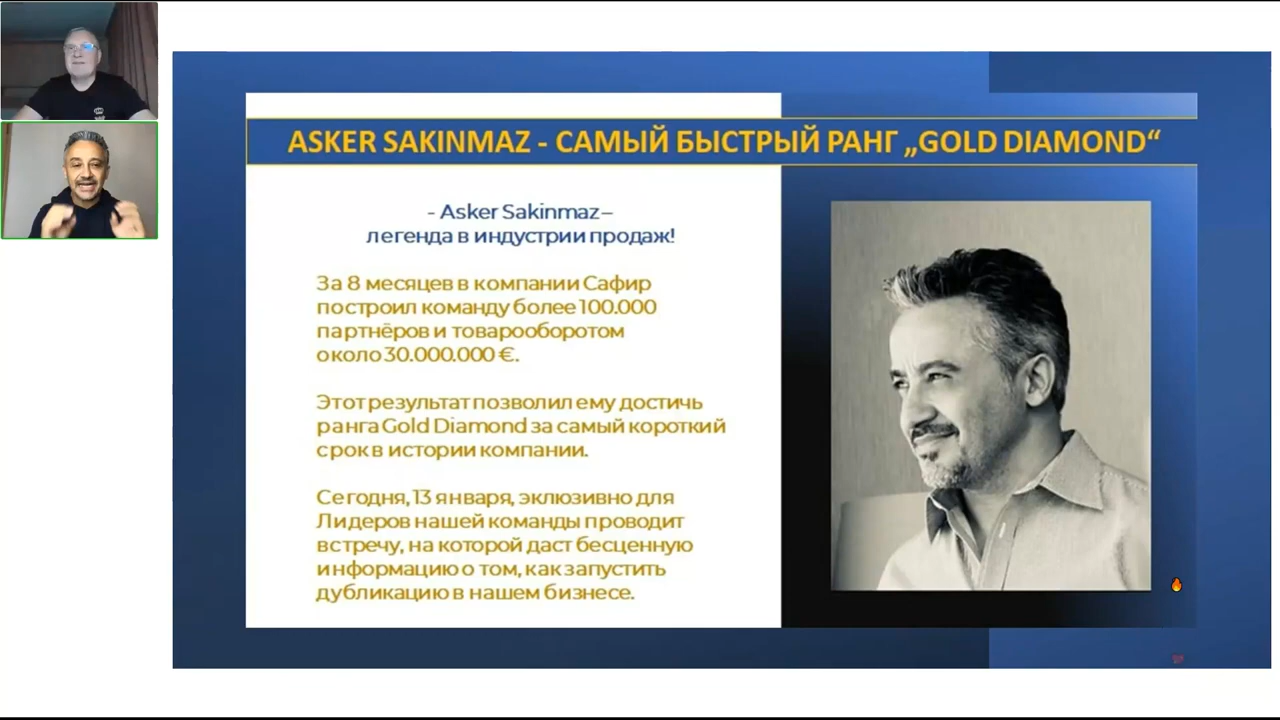 ASKER SAKINMAZ - САМЫЙ БЫСТРЫЙ РАНГ „GOLD DIAMOND“
- Asker Sakinmaz –
легенда в индустрии продаж!
За 8 месяцев в компании Сафир
построил команду более 100.000
партнёров и товарооборотом
около 30.000.000 €.
Этот результат позволил ему достичь
ранга Gold Diamond за самый короткий
срок в истории компании.
Сегодня, 13 января, эклюзивно для
Лидеров нашей команды проводит
встречу, на которой даст бесценную
информацию о том, как запустить
дубликацию в нашем бизнесе.